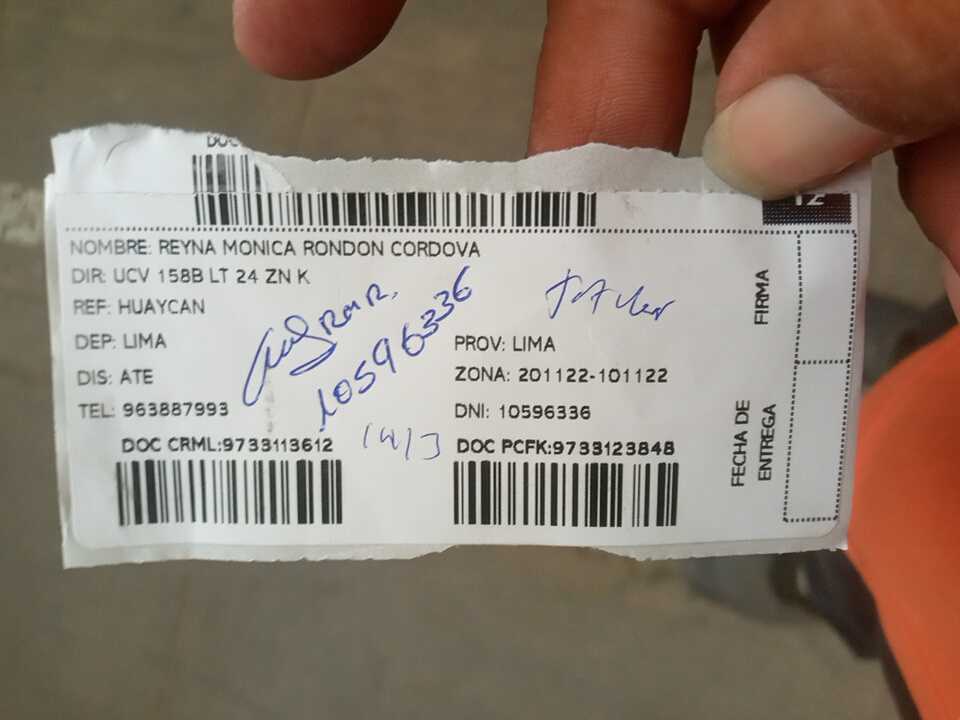 DOC
12
NOMBRE: REYNA MONICA RONDON CORDOVA
DIR: UCV 158B LT 24 ZN K
REF: HUAYCAN
DEP: LIMA
PROV: LIMA
DIS: ATE
ZONA: 201122-101122
TEL: 963887993
DNI: 10596336
10596336
14/3
DOC CRML:9733113612
DOC PCFK:9733123848
FIRMA
FECHA DE
ENTREGA